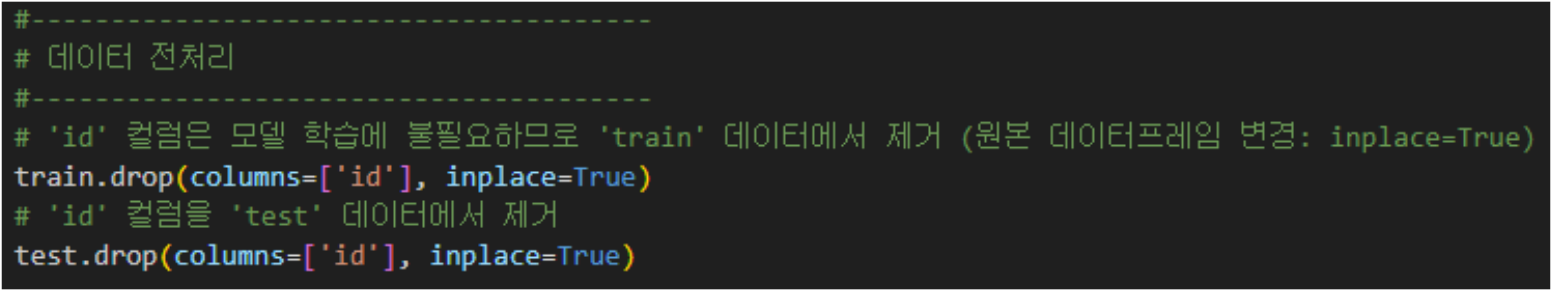 #---------------------------------------
# 데이터 전처리
#---------------------------------------
# 'id' 컬럼은 모델 학습에 불필요하므로 'train' 데이터에서 제거 (원본 데이터프레임 변경: inplace=True)
train.drop(columns=['id'], inplace=True)
# 'id' 컬럼을 'test' 데이터에서 제거
test.drop(columns=['id'], inplace=True)